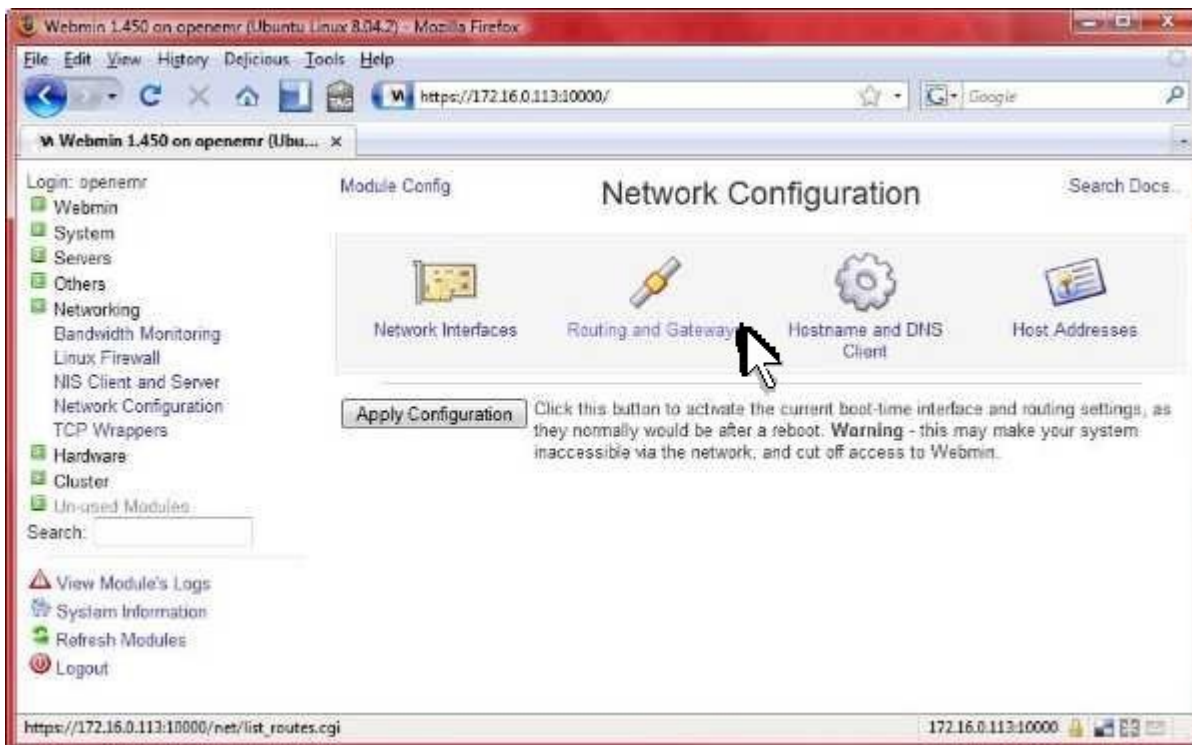 Webmin 1.450 on openemr (Ubuntu Linux 8.04.2) - Mozilla Firefox
File Edit View History Delicious Tools Help
https://172.16.0.113:10000/
Google
Webmin 1.450 on openemr (Ubu...
Login: openemr
Webmin
System
Servers
Others
Networking
Bandwidth Monitoring
Linux Firewall
NIS Client and Server
Network Configuration
TCP Wrappers
Hardware
Cluster
Un-used Modules
Search:
View Module's Logs
System Information
Refresh Modules
Logout
Module Config
Network Configuration
Search Docs..
Network Interfaces
Routing and Gateway
Hostname and DNS
Client
Host Addresses
Apply Configuration
Click this button to activate the current boot-time interface and routing settings, as
they normally would be after a reboot. Warning - this may make your system
inaccessible via the network, and cut off access to Webmin.
https://172.16.0.113:10000/net/list_routes.cgi
172.16.0.113:10000